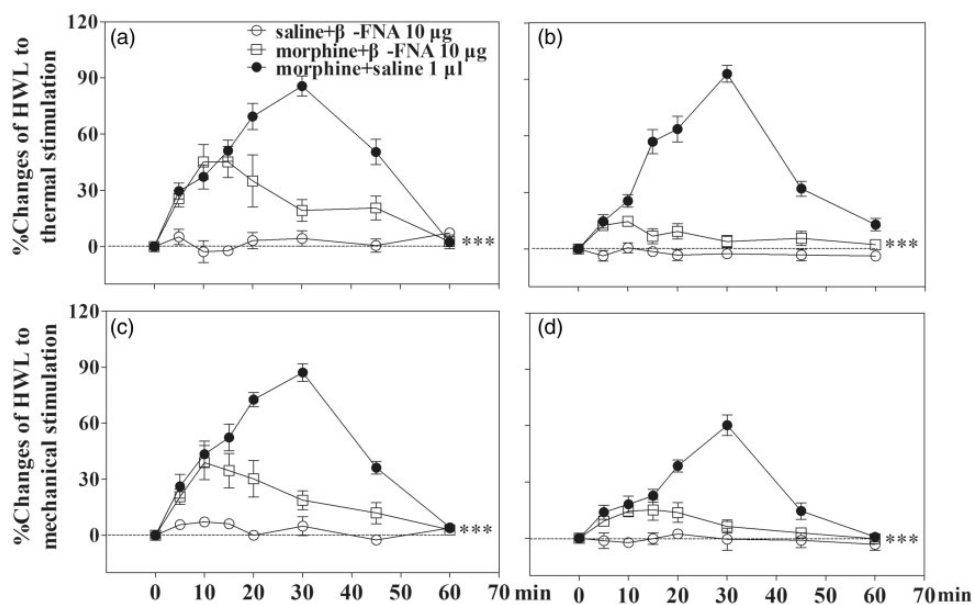 120
90
60
30
0
%Changes of HWL to
thermal stimulation
(a)
saline+β -FNA 10 µg
morphine+β -FNA 10 µg
morphine+saline 1 µl
***
(b)
***
120
90
60
30
0
%Changes of HWL to
mechanical stimulation
(c)
***
(d)
***
0 10 20 30 40 50 60 70 min
0 10 20 30 40 50 60 70 min